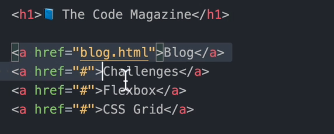 <h1>📘 The Code Magazine</h1>
<a href="blog.html">Blog</a>
<a href="#">Challenges</a>
<a href="#">Flexbox</a>
<a href="#">CSS Grid</a>